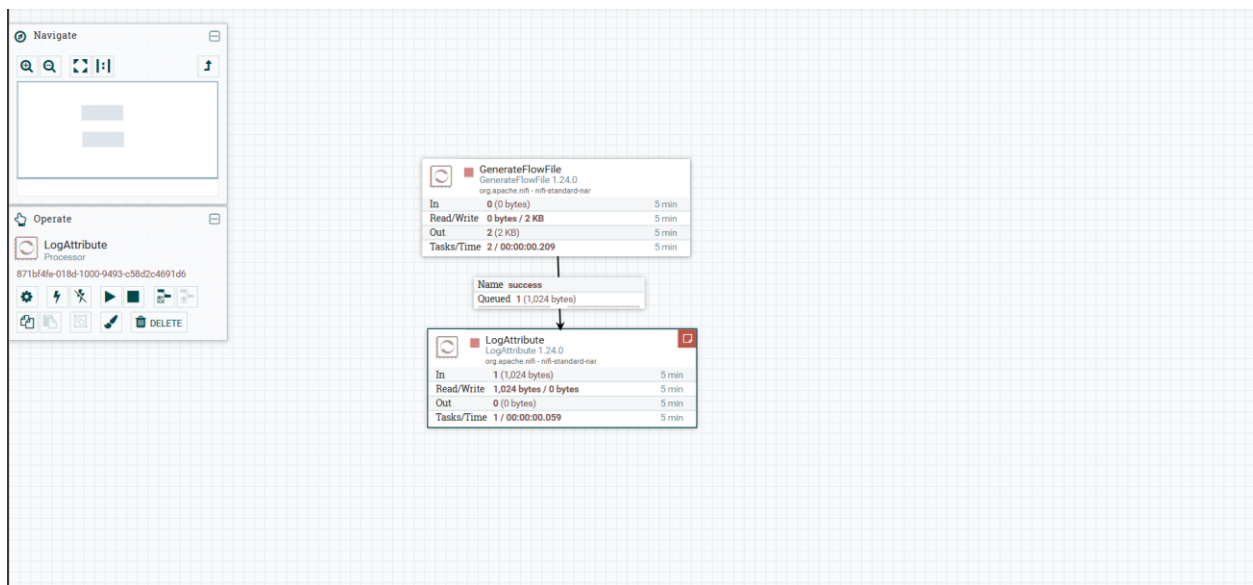 Navigate
Operate
LogAttribute
Processor
871bf4fe-018d-1000-9493-c58d2c4691d6
DELETE
GenerateFlowFile
GenerateFlowFile 1.24.0
org.apache.nifi - nifi-standard-nar
In 0 (0 bytes) 5 min
Read/Write 0 bytes / 2 KB 5 min
Out 2 (2 KB) 5 min
Tasks/Time 2 / 00:00:00.209 5 min
Name success
Queued 1 (1,024 bytes)
LogAttribute
LogAttribute 1.24.0
org.apache.nifi - nifi-standard-nar
In 1 (1,024 bytes) 5 min
Read/Write 1,024 bytes / 0 bytes 5 min
Out 0 (0 bytes) 5 min
Tasks/Time 1 / 00:00:00.059 5 min